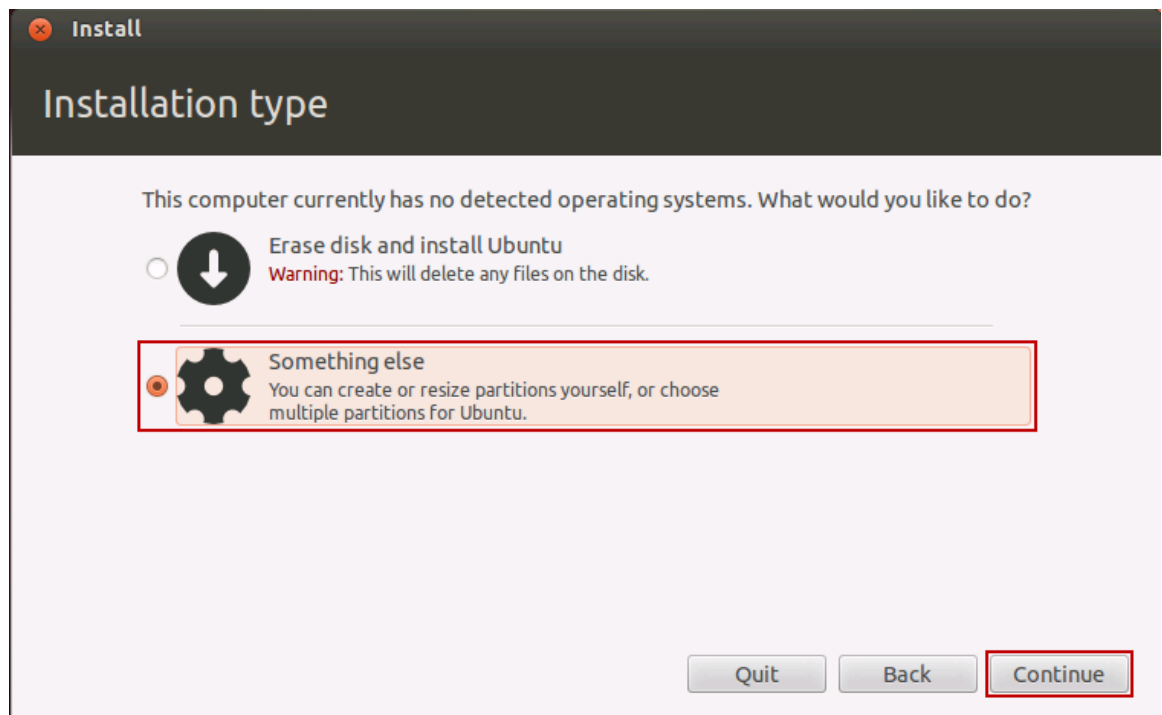 Install
Installation type
This computer currently has no detected operating systems. What would you like to do?
Erase disk and install Ubuntu
Warning: This will delete any files on the disk.
Something else
You can create or resize partitions yourself, or choose
multiple partitions for Ubuntu.
Quit Back Continue